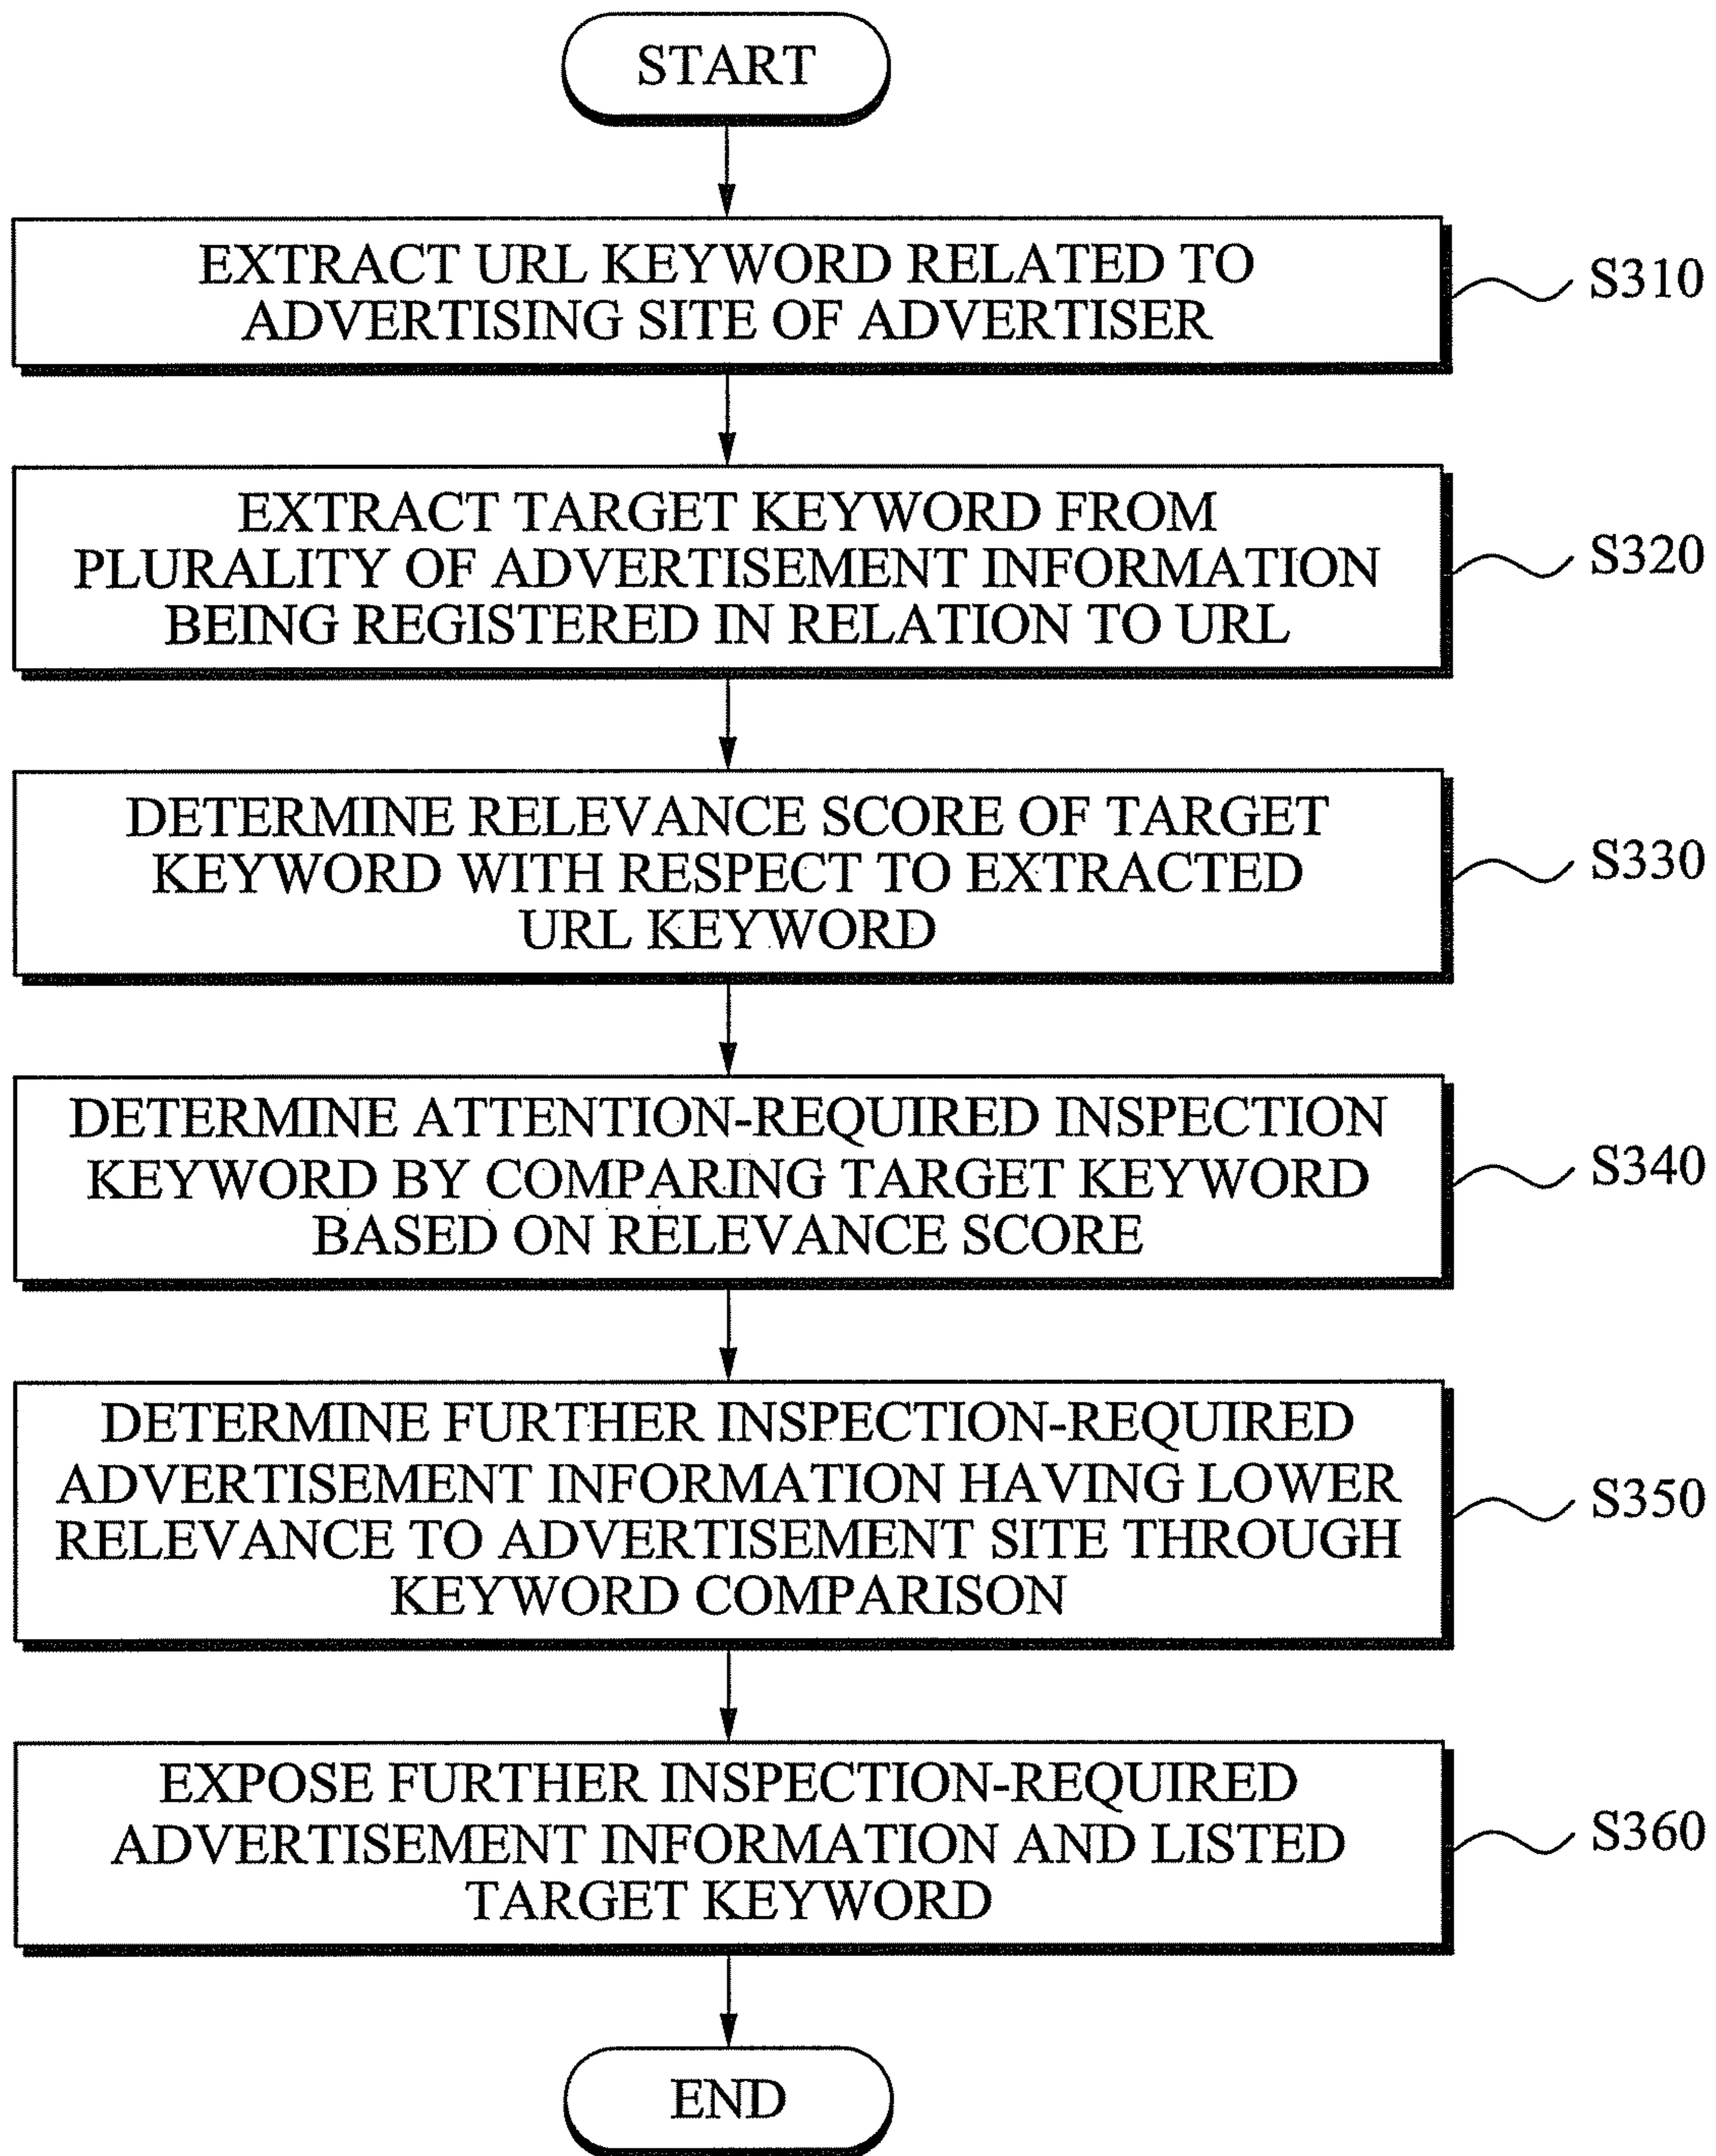 START
EXTRACT URL KEYWORD RELATED TO
ADVERTISING SITE OF ADVERTISER
S310
EXTRACT TARGET KEYWORD FROM
PLURALITY OF ADVERTISEMENT INFORMATION
BEING REGISTERED IN RELATION TO URL
S320
DETERMINE RELEVANCE SCORE OF TARGET
KEYWORD WITH RESPECT TO EXTRACTED
URL KEYWORD
S330
DETERMINE ATTENTION-REQUIRED INSPECTION
KEYWORD BY COMPARING TARGET KEYWORD
BASED ON RELEVANCE SCORE
S340
DETERMINE FURTHER INSPECTION-REQUIRED
ADVERTISEMENT INFORMATION HAVING LOWER
RELEVANCE TO ADVERTISEMENT SITE THROUGH
KEYWORD COMPARISON
S350
EXPOSE FURTHER INSPECTION-REQUIRED
ADVERTISEMENT INFORMATION AND LISTED
TARGET KEYWORD
S360
END